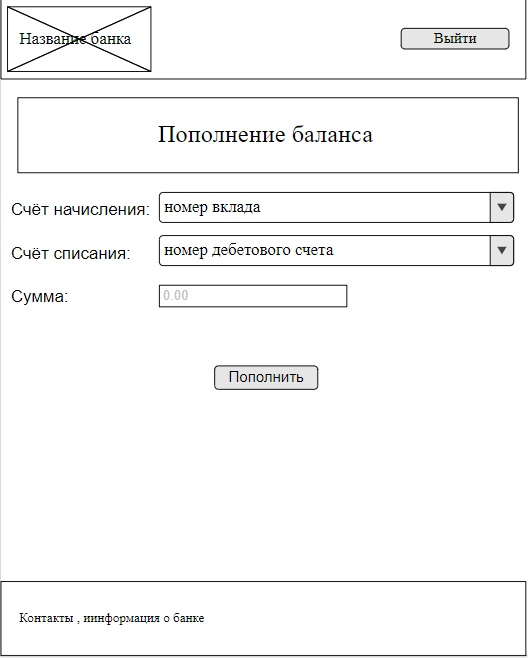 Название банка
Выйти
Пополнение баланса
Счёт начисления:
номер вклада
Счёт списания:
номер дебетового счета
Сумма:
0.00
Пополнить
Контакты , иинформация о банке